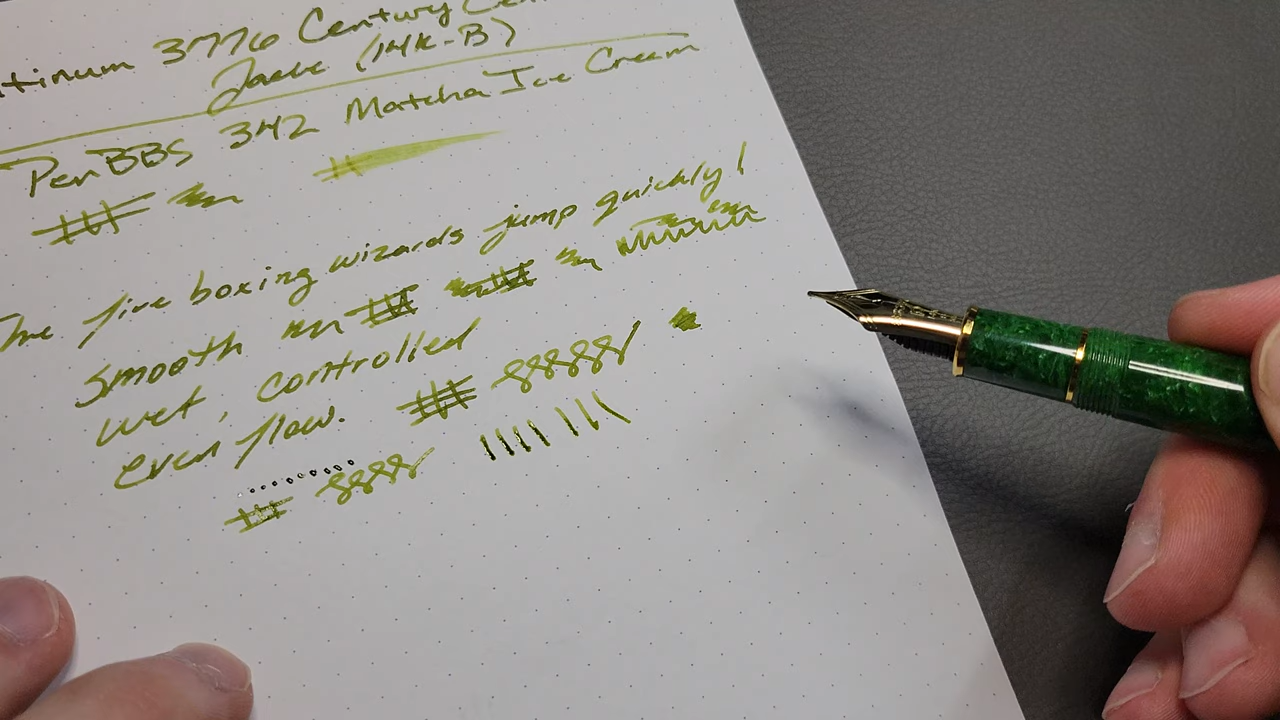 tinum 3776 Century Ce
Jade (14k-B)
PenBBS 342 Matcha Ice Cream
The five boxing wizards jump quickly!
smooth
wet, controlled
even flow.